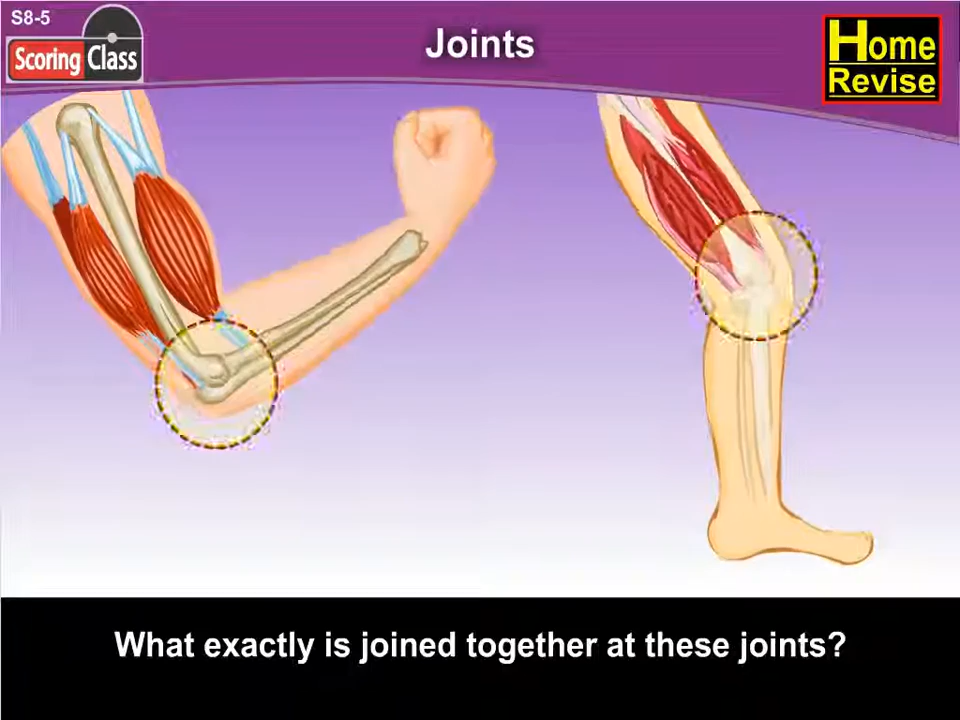 S8-5
Scoring Class
Joints
Home
Revise
What exactly is joined together at these joints?